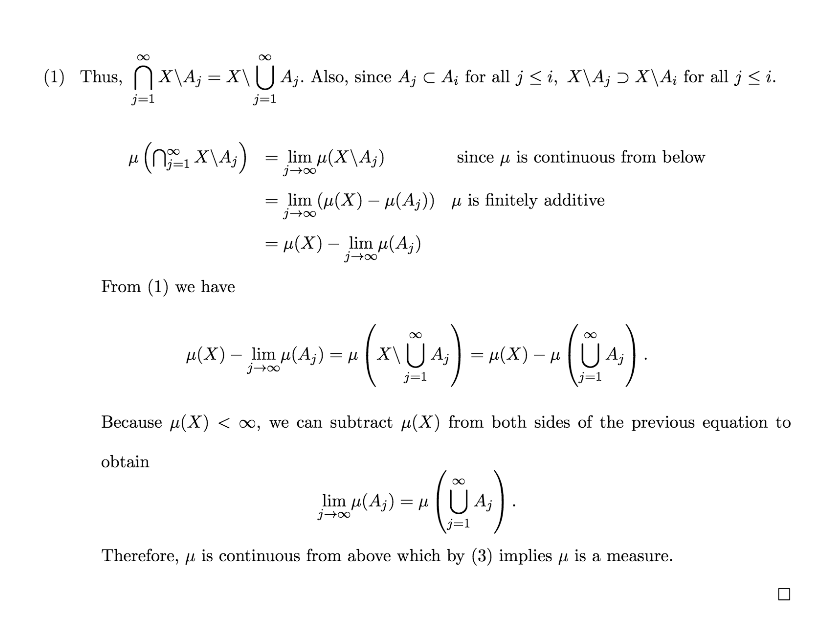 (1) Thus, $\bigcap_{j=1}^{\infty} X \backslash A_j = X \backslash \bigcup_{j=1}^{\infty} A_j$. Also, since $A_j \subset A_i$ for all $j \leq i$, $X \backslash A_j \supset X \backslash A_i$ for all $j \leq i$.
$\mu\left(\bigcap_{j=1}^{\infty} X \backslash A_j\right) = \lim_{j \to \infty} \mu(X \backslash A_j)$ since $\mu$ is continuous from below
$= \lim_{j \to \infty} (\mu(X) - \mu(A_j))$ $\mu$ is finitely additive
$= \mu(X) - \lim_{j \to \infty} \mu(A_j)$
From (1) we have
$\mu(X) - \lim_{j \to \infty} \mu(A_j) = \mu\left(X \backslash \bigcup_{j=1}^{\infty} A_j\right) = \mu(X) - \mu\left(\bigcup_{j=1}^{\infty} A_j\right).$
Because $\mu(X) < \infty$, we can subtract $\mu(X)$ from both sides of the previous equation to
obtain
$\lim_{j \to \infty} \mu(A_j) = \mu\left(\bigcup_{j=1}^{\infty} A_j\right).$
Therefore, $\mu$ is continuous from above which by (3) implies $\mu$ is a measure.
□